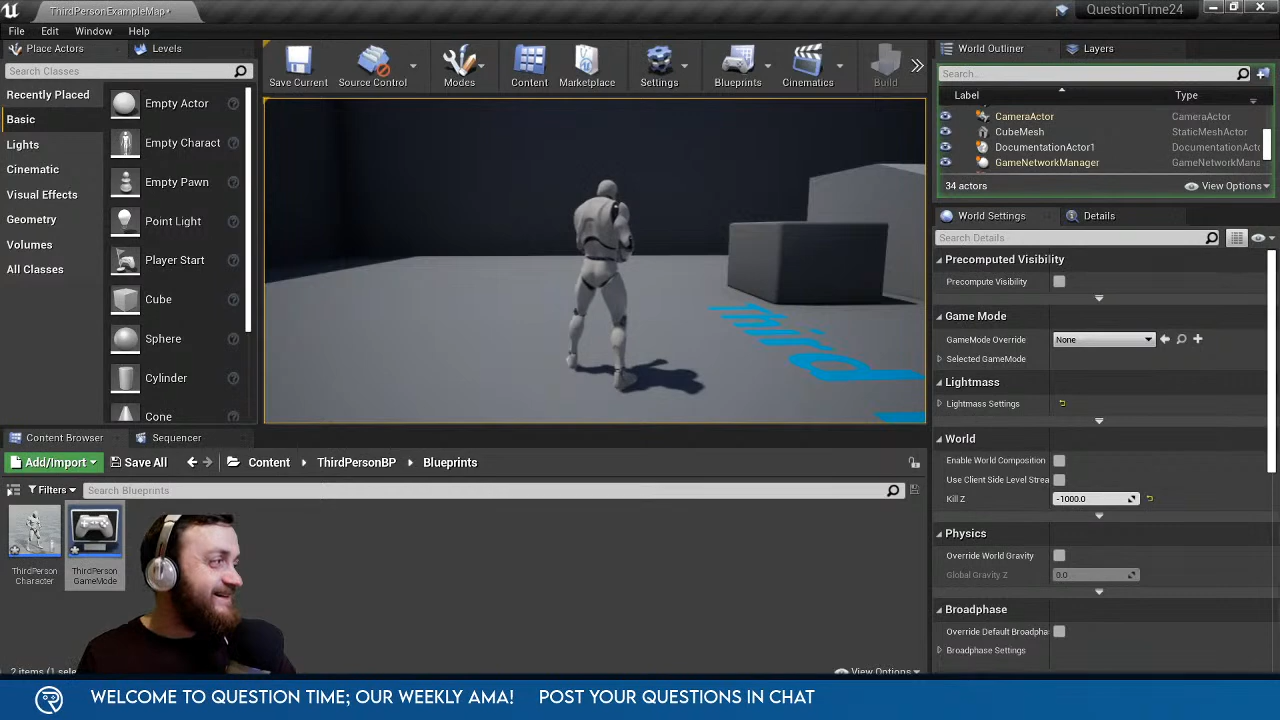 ThirdPersonExampleMap•
QuestionTime24
File Edit Window Help
Place Actors Levels
Search Classes
Recently Placed
Basic
Lights
Cinematic
Visual Effects
Geometry
Volumes
All Classes
Empty Actor
Empty Charact
Empty Pawn
Point Light
Player Start
Cube
Sphere
Cylinder
Cone
Save Current Source Control Modes Content Marketplace Settings Blueprints Cinematics Build
Third
World Outliner Layers
Search...
Label Type
CameraActor CameraActor
CubeMesh StaticMeshActor
DocumentationActor1 DocumentationActo
GameNetworkManager GameNetworkMana
34 actors View Options
World Settings Details
Search Details
Precomputed Visibility
Precompute Visibility
Game Mode
GameMode Override None
Selected GameMode
Lightmass
Lightmass Settings
World
Enable World Composition
Use Client Side Level Strea
Kill Z -1000.0
Physics
Override World Gravity
Global Gravity Z 0.0
Broadphase
Override Default Broadpha
Broadphase Settings
Content Browser Sequencer
Add/Import Save All Content ThirdPersonBP Blueprints
Filters Search Blueprints
ThirdPerson
Character
ThirdPerson
GameMode
2 items (1 sele
View Options
WELCOME TO QUESTION TIME; OUR WEEKLY AMA! POST YOUR QUESTIONS IN CHAT